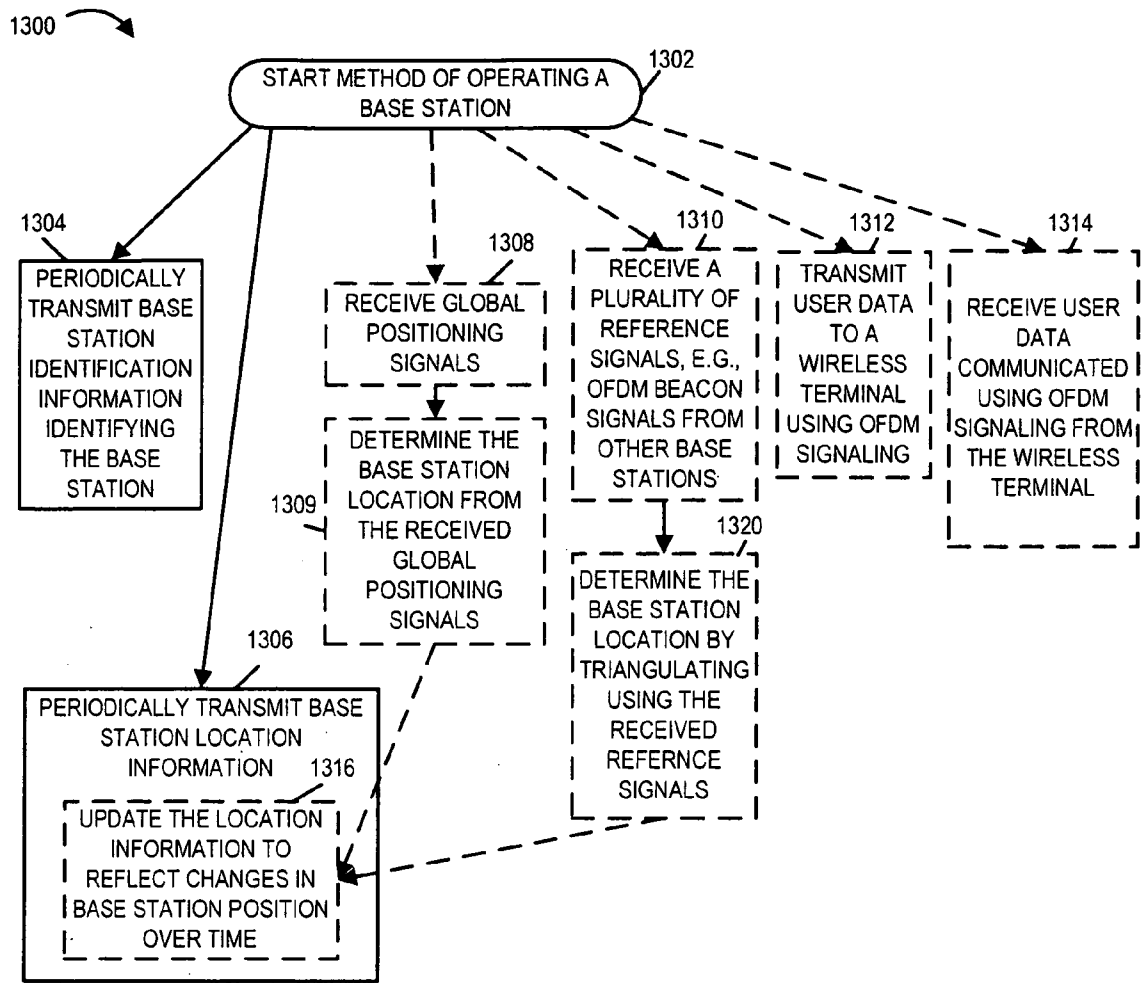 1300
START METHOD OF OPERATING A
BASE STATION
1302
1304
PERIODICALLY
TRANSMIT BASE
STATION
IDENTIFICATION
INFORMATION
IDENTIFYING
THE BASE
STATION
1308
RECEIVE GLOBAL
POSITIONING
SIGNALS
1309
DETERMINE THE
BASE STATION
LOCATION FROM
THE RECEIVED
GLOBAL
POSITIONING
SIGNALS
1310
RECEIVE A
PLURALITY OF
REFERENCE
SIGNALS, E.G.,
OFDM BEACON
SIGNALS FROM
OTHER BASE
STATIONS
1312
TRANSMIT
USER DATA
TO A
WIRELESS
TERMINAL
USING OFDM
SIGNALING
1314
RECEIVE USER
DATA
COMMUNICATED
USING OFDM
SIGNALING FROM
THE WIRELESS
TERMINAL
1320
DETERMINE THE
BASE STATION
LOCATION BY
TRIANGULATING
USING THE
RECEIVED
REFERNCE
SIGNALS
1306
PERIODICALLY TRANSMIT BASE
STATION LOCATION
INFORMATION
1316
UPDATE THE LOCATION
INFORMATION TO
REFLECT CHANGES IN
BASE STATION POSITION
OVER TIME